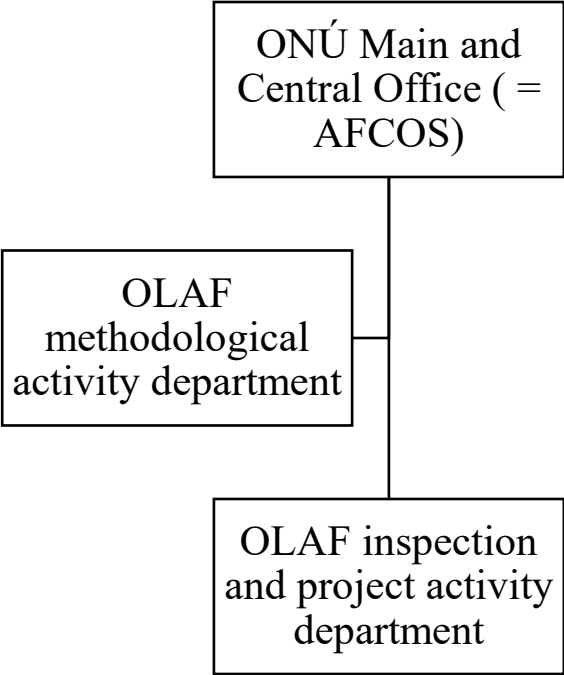 ONÚ Main and
Central Office ( =
AFCOS)
OLAF
methodological
activity department
OLAF inspection
and project activity
department